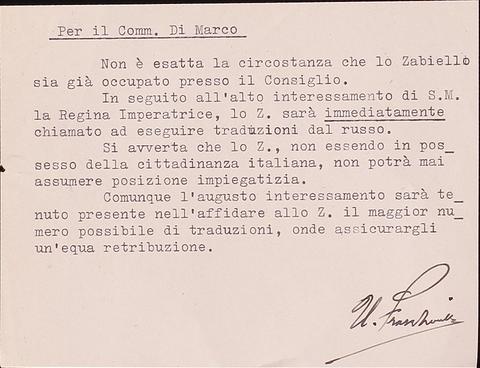 Per il Comm. Di Marco
Non è esatta la circostanza che lo Zabiello
sia già occupato presso il Consiglio.
In seguito all'alto interessamento di S.M.
la Regina Imperatrice, lo Z. sarà immediatamente
chiamato ad eseguire traduzioni dal russo.
Si avverta che lo Z., non essendo in pos_
sesso della cittadinanza italiana, non potrà mai
assumere posizione impiegatizia.
Comunque l'augusto interessamento sarà te_
nuto presente nell'affidare allo Z. il maggior nu_
mero possibile di traduzioni, onde assicurargli
un'equa retribuzione.